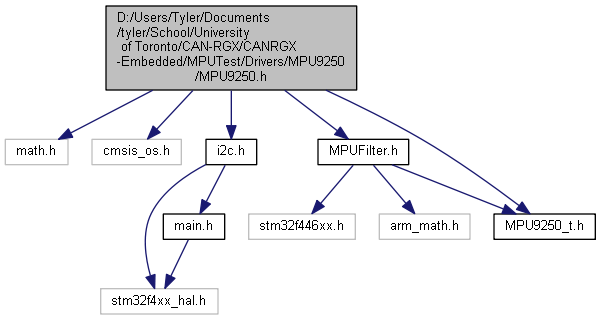 D:/Users/Tyler/Documents
/tyler/School/University
of Toronto/CAN-RGX/CANRGX
-Embedded/MPUTest/Drivers/MPU9250
/MPU9250.h
math.h
cmsis_os.h
i2c.h
MPUFilter.h
main.h
stm32f446xx.h
arm_math.h
MPU9250_t.h
stm32f4xx_hal.h